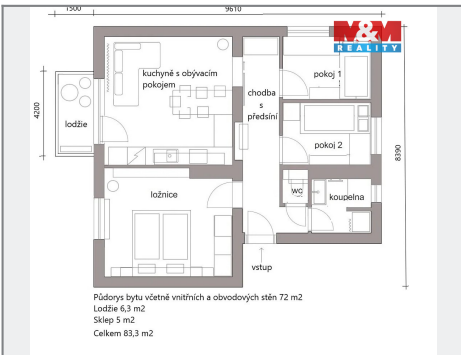 1500
9610
M&M
REALITY
kuchyně s obývacím
pokojem
pokoj 1
chodba
s
předsíní
4200
lodžie
pokoj 2
8390
ložnice
wc
koupelna
vstup
Půdorys bytu včetně vnitřních a obvodových stěn 72 m2
Lodžie 6,3 m2
Sklep 5 m2
Celkem 83,3 m2